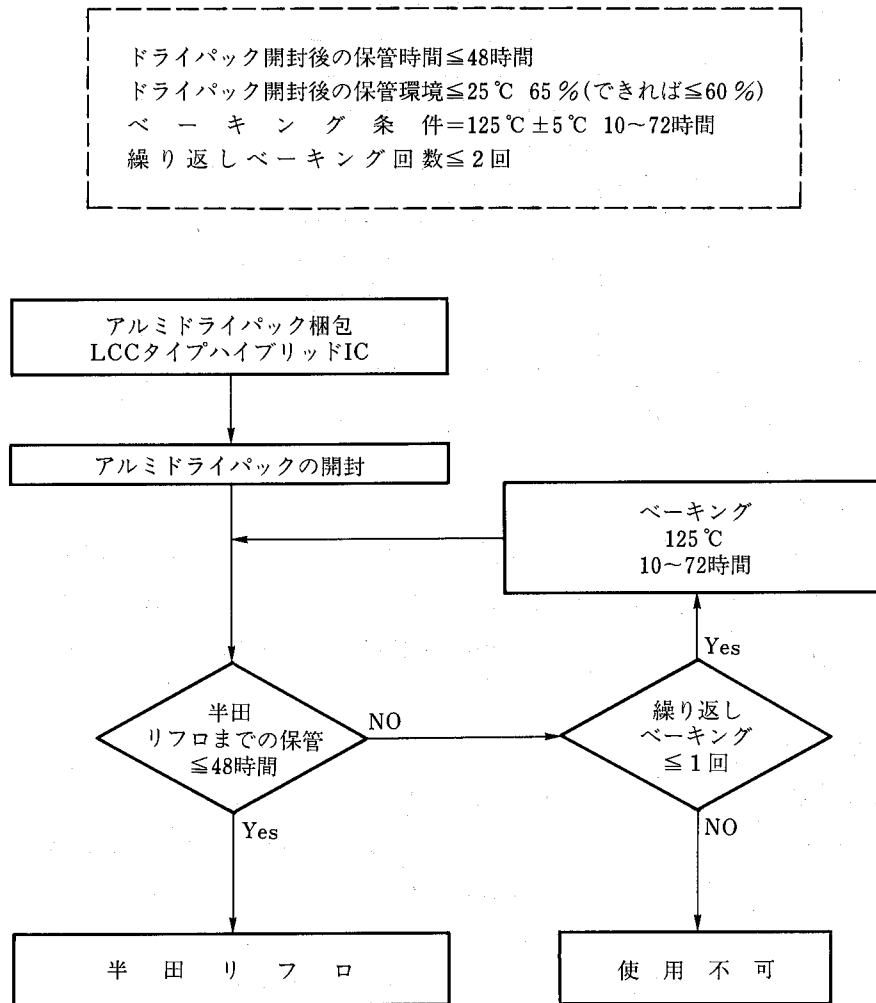 ドライパック開封後の保管時間≦48時間
ドライパック開封後の保管環境≦25℃ 65%(できれば≦60%)
ベーキング条件=125℃±5℃ 10~72時間
繰り返しベーキング回数≦2回
アルミドライパック梱包
LCCタイプハイブリッドIC
アルミドライパックの開封
ベーキング
125℃
10~72時間
Yes
半田
リフロまでの保管
≦48時間
NO
繰り返し
ベーキング
≦1回
Yes
NO
半田リフロ
使用不可